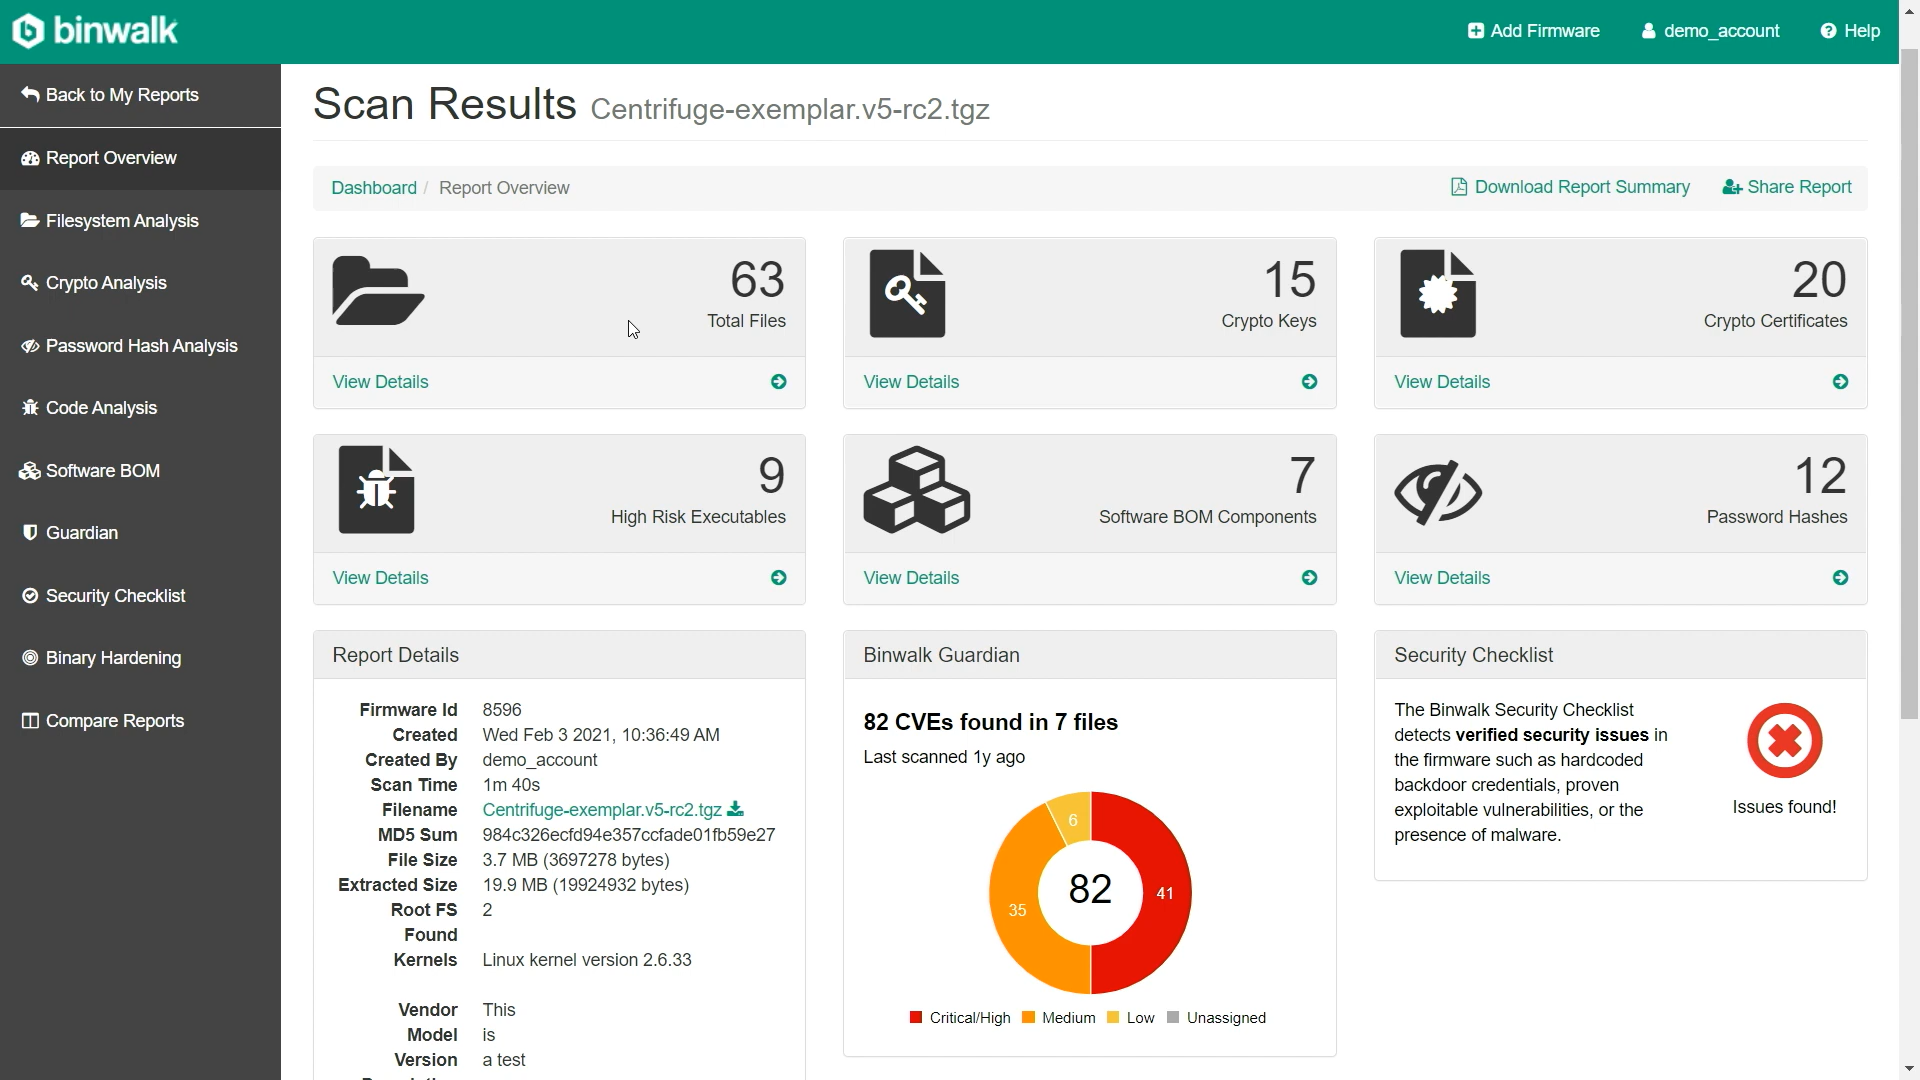 binwalk
Add Firmware
demo_account
Help
Back to My Reports
Report Overview
Filesystem Analysis
Crypto Analysis
Password Hash Analysis
Code Analysis
Software BOM
Guardian
Security Checklist
Binary Hardening
Compare Reports
Scan Results Centrifuge-exemplar.v5-rc2.tgz
Dashboard / Report Overview
Download Report Summary
Share Report
63
Total Files
View Details
15
Crypto Keys
View Details
20
Crypto Certificates
View Details
9
High Risk Executables
View Details
7
Software BOM Components
View Details
12
Password Hashes
View Details
Report Details
Firmware Id 8596
Created Wed Feb 3 2021, 10:36:49 AM
Created By demo_account
Scan Time 1m 40s
Filename Centrifuge-exemplar.v5-rc2.tgz
MD5 Sum 984c326ecfd94e357ccfade01fb59e27
File Size 3.7 MB (3697278 bytes)
Extracted Size 19.9 MB (19924932 bytes)
Root FS 2
Found
Kernels Linux kernel version 2.6.33
Vendor This
Model is
Version a test
Binwalk Guardian
82 CVEs found in 7 files
Last scanned 1y ago
6
82
41
35
Critical/High Medium Low Unassigned
Security Checklist
The Binwalk Security Checklist
detects verified security issues in
the firmware such as hardcoded
backdoor credentials, proven
exploitable vulnerabilities, or the
presence of malware.
Issues found!